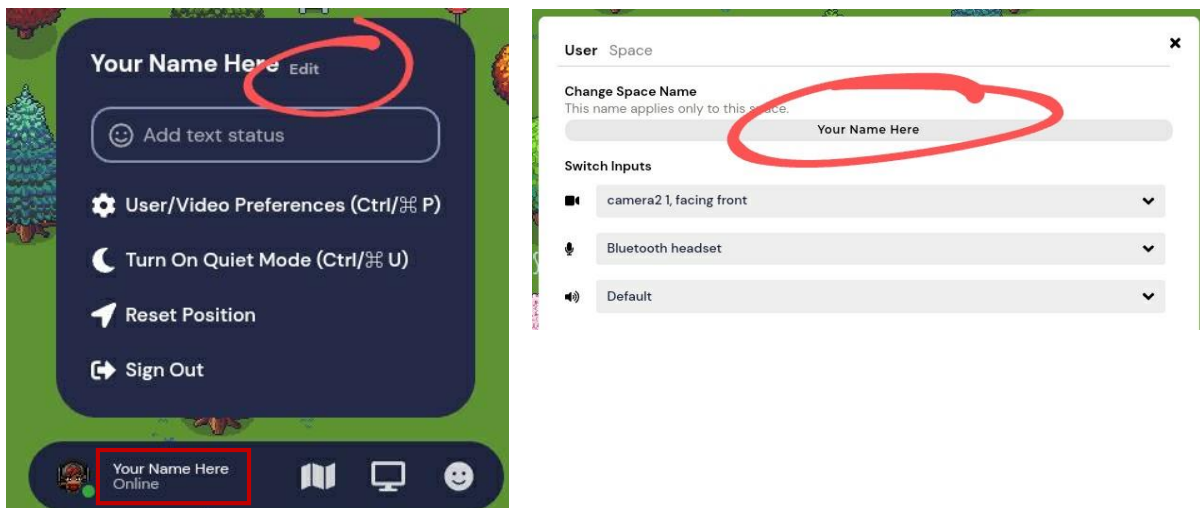 Your Name Here Edit
Add text status
User/Video Preferences (Ctrl/⌘ P)
Turn On Quiet Mode (Ctrl/⌘ U)
Reset Position
Sign Out
Your Name Here
Online
User Space
Change Space Name
This name applies only to this space.
Your Name Here
Switch Inputs
camera2 1, facing front
Bluetooth headset
Default